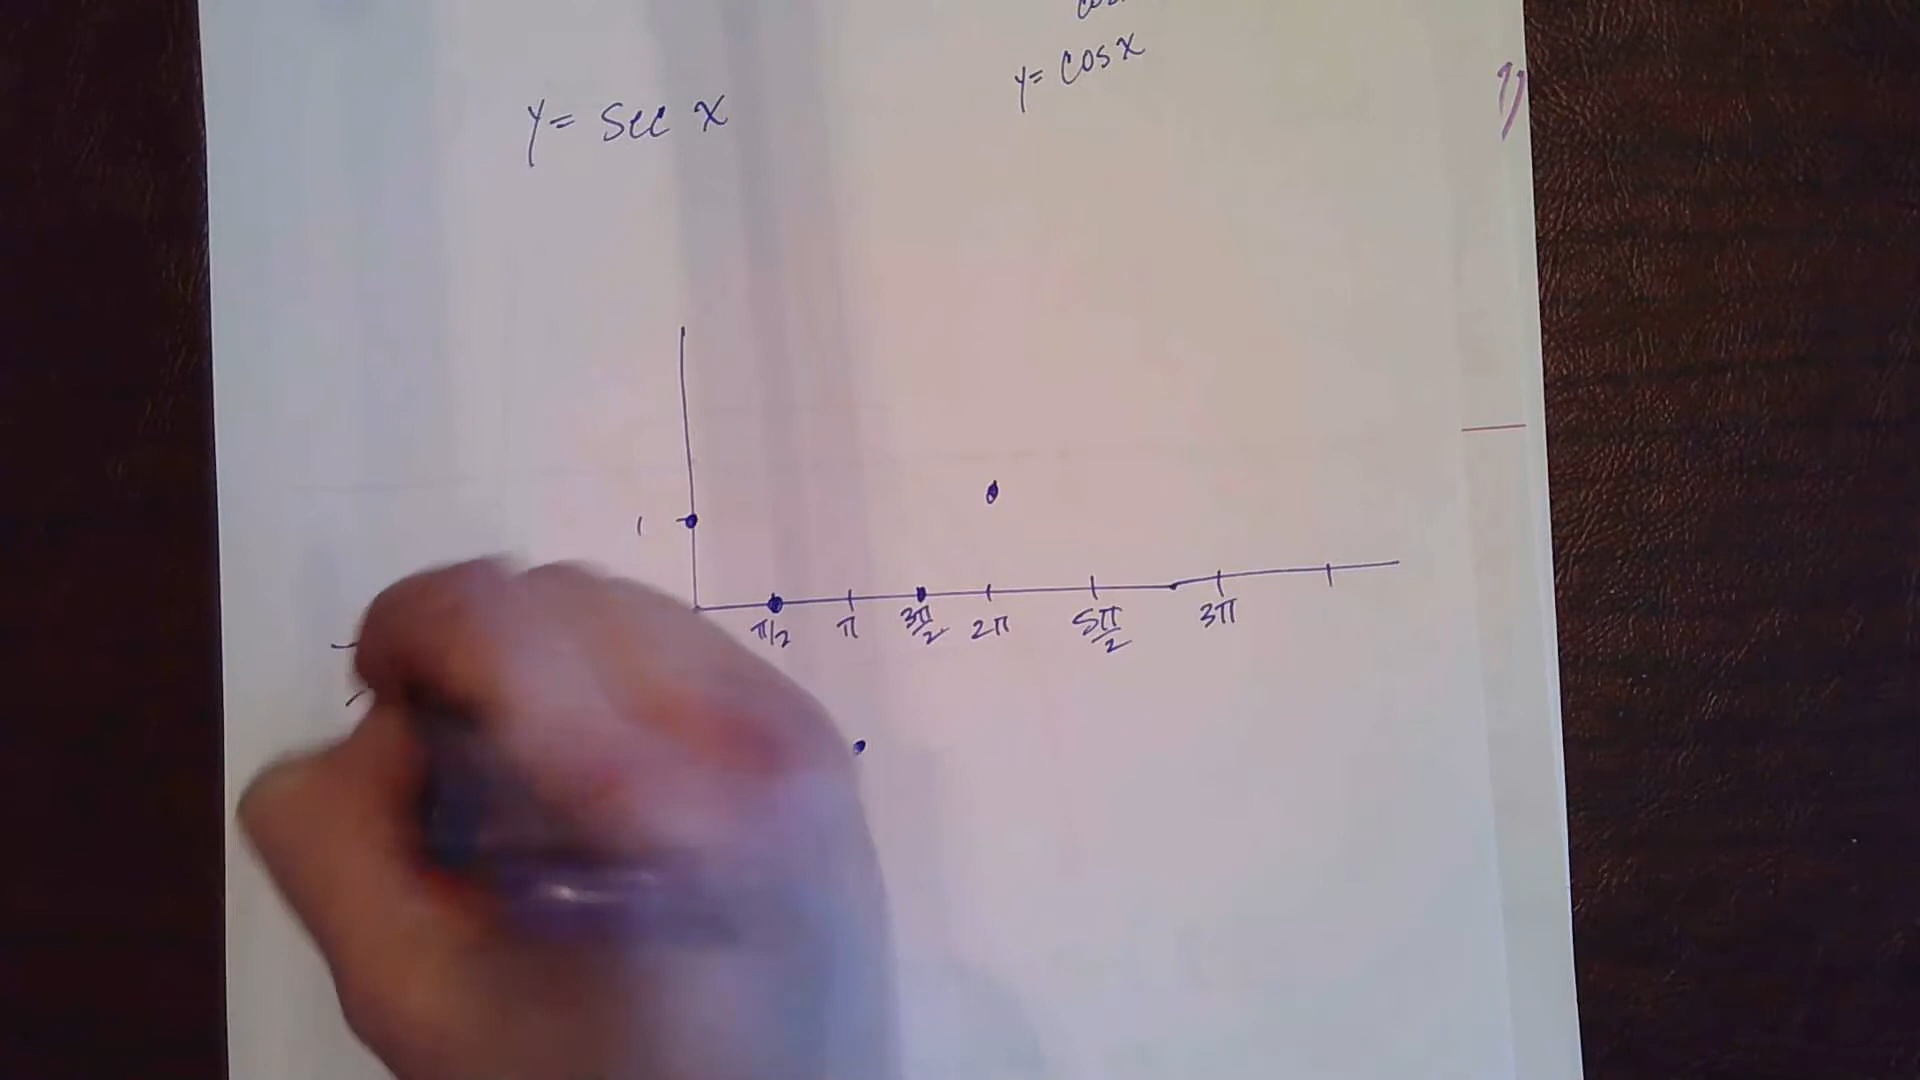 y= cos x
y= sec x
1
π/2 π 3π/2 2π 5π/2 3π